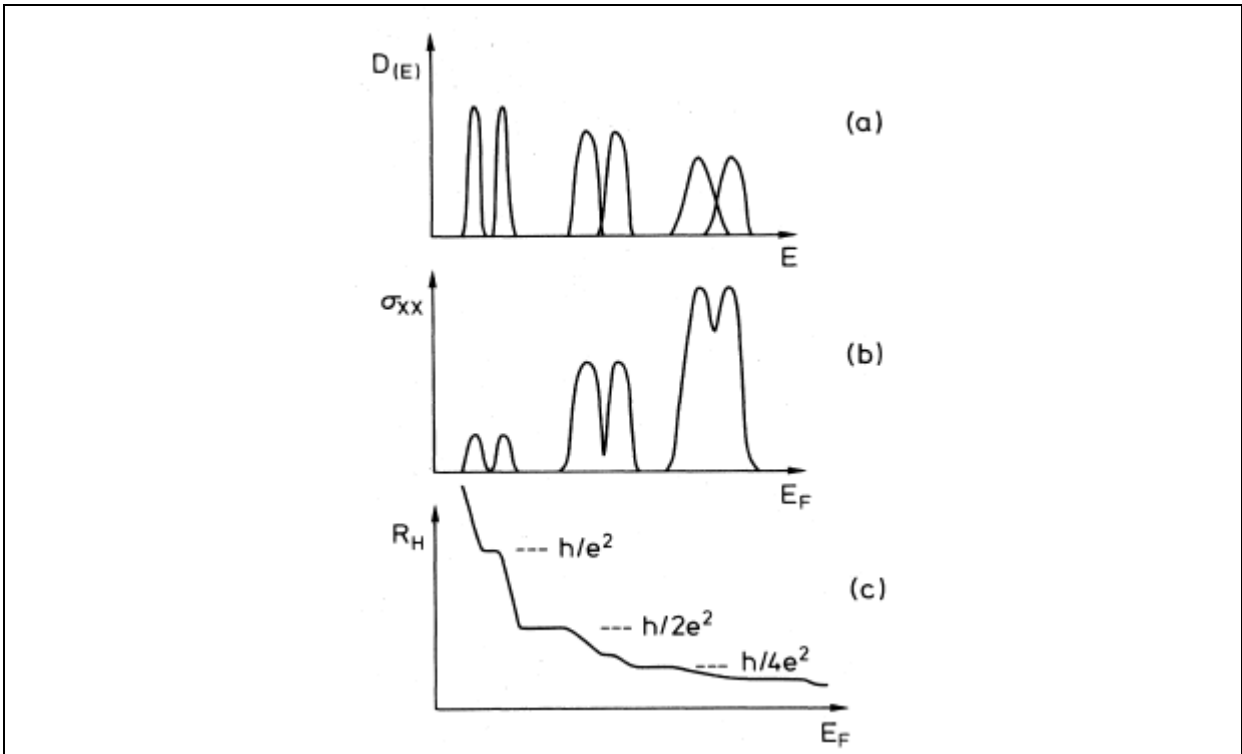 D(E)
(a)
E
σXX
(b)
EF
RH
--- h/e²
(c)
--- h/2e²
--- h/4e²
EF